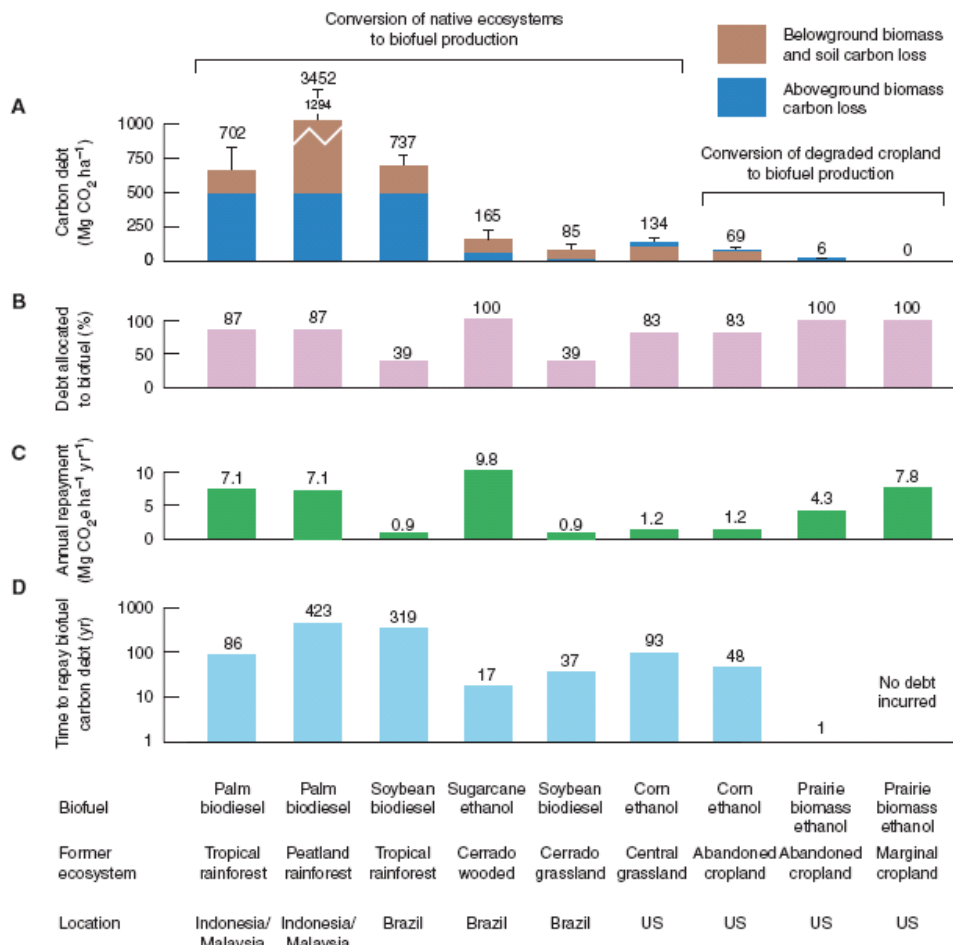 Conversion of native ecosystems
to biofuel production
Belowground biomass
and soil carbon loss
Aboveground biomass
carbon loss
Conversion of degraded cropland
to biofuel production
A
Carbon debt
(Mg CO₂ ha⁻¹)
1000
750
500
250
0
702
3452
1294
737
165
85
134
69
6
0
B
Debt allocated
to biofuel (%)
100
50
0
87
87
39
100
39
83
83
100
100
C
Annual repayment
(Mg CO₂e ha⁻¹ yr⁻¹)
10
5
0
7.1
7.1
0.9
9.8
0.9
1.2
1.2
4.3
7.8
D
Time to repay biofuel
carbon debt (yr)
1000
100
10
1
86
423
319
17
37
93
48
1
No debt
incurred
Biofuel
Palm
biodiesel
Palm
biodiesel
Soybean
biodiesel
Sugarcane
ethanol
Soybean
biodiesel
Corn
ethanol
Corn
ethanol
Prairie
biomass
ethanol
Prairie
biomass
ethanol
Former
ecosystem
Tropical
rainforest
Peatland
rainforest
Tropical
rainforest
Cerrado
wooded
Cerrado
grassland
Central
grassland
Abandoned
cropland
Abandoned
cropland
Marginal
cropland
Location
Indonesia/
Malaysia
Indonesia/
Malaysia
Brazil
Brazil
Brazil
US
US
US
US